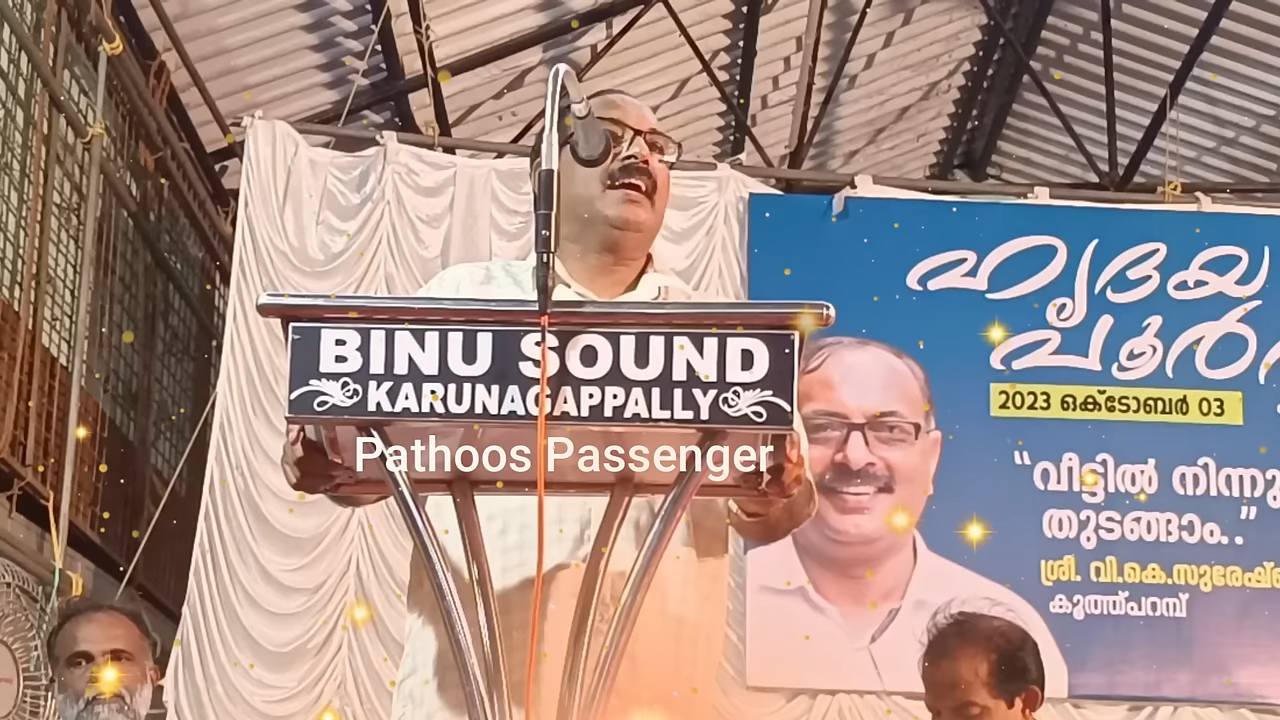 BINU SOUND
KARUNAGAPPALLY
Pathoos Passenger
ഹൃദയ
2023 ഒക്ടോബർ 03
“വീട്ടിൽ നിന്നു
തുടങ്ങാം..”
ശ്രീ. വി.കെ.സുരേഷ്
കൂത്ത്പറമ്പ്